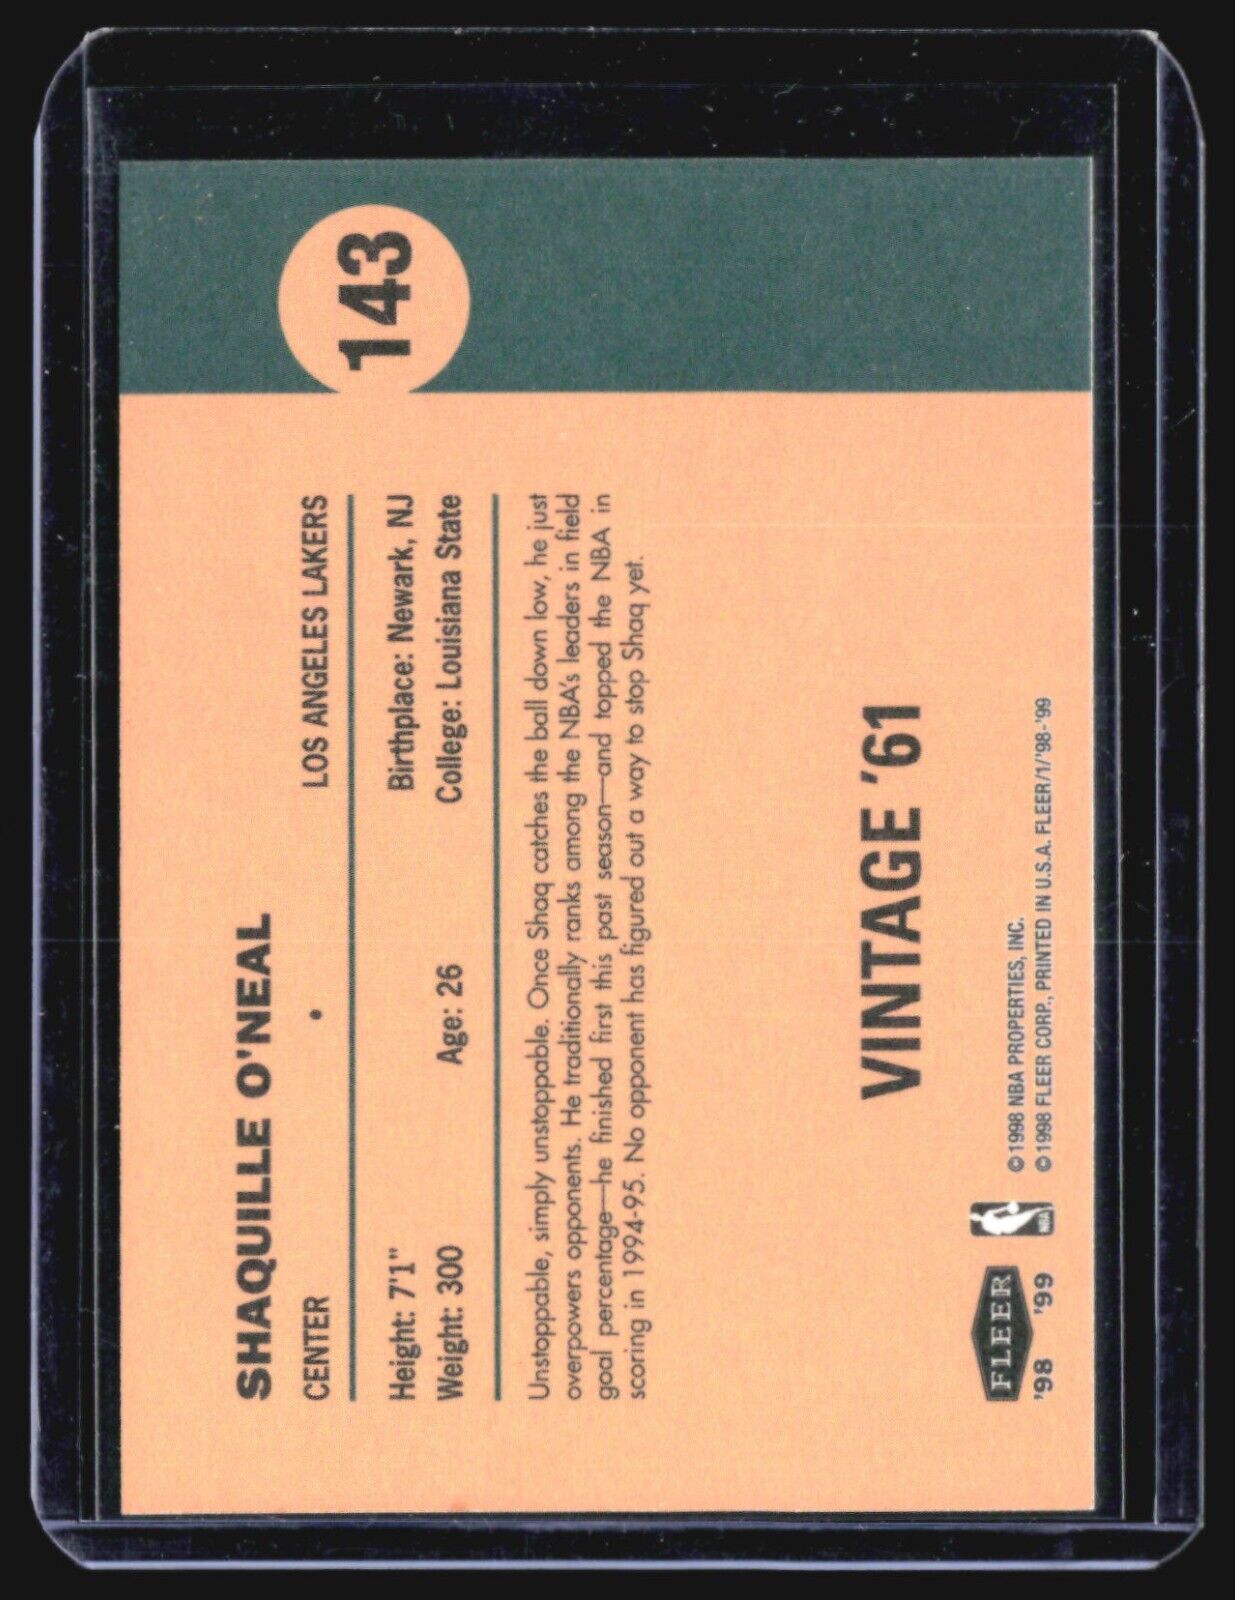 143
SHAQUILLE O'NEAL
CENTER • LOS ANGELES LAKERS
Height: 7'1" Birthplace: Newark, NJ
Weight: 300 Age: 26 College: Louisiana State
Unstoppable, simply unstoppable. Once Shaq catches the ball down low, he just
overpowers opponents. He traditionally ranks among the NBA's leaders in field
goal percentage—he finished first this past season—and topped the NBA in
scoring in 1994-95. No opponent has figured out a way to stop Shaq yet.
VINTAGE '61
FLEER
'98 '99
NBA
©1998 NBA PROPERTIES, INC.
©1998 FLEER CORP., PRINTED IN U.S.A. FLEER/1/'98-'99